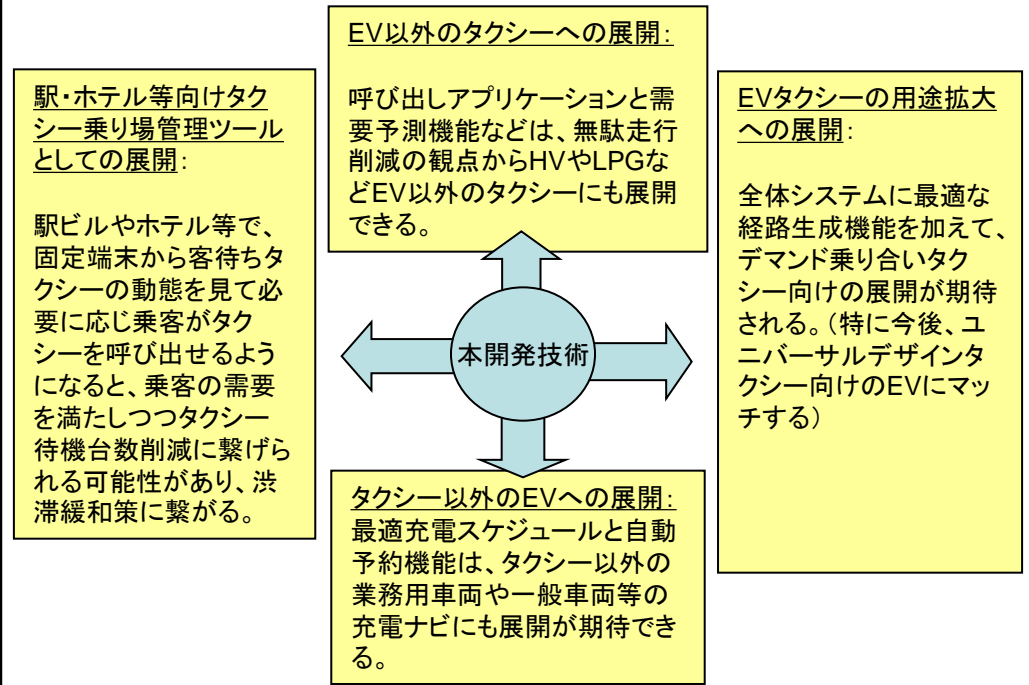 EV以外のタクシーへの展開：
呼び出しアプリケーションと需
要予測機能などは、無駄走行
削減の観点からHVやLPGな
どEV以外のタクシーにも展開
できる。
駅・ホテル等向けタク
シー乗り場管理ツール
としての展開：
駅ビルやホテル等で、
固定端末から客待ちタ
クシーの動態を見て必
要に応じ乗客がタク
シーを呼び出せるよう
になると、乗客の需要
を満たしつつタクシー
待機台数削減に繋げら
れる可能性があり、渋
滞緩和策に繋がる。
本開発技術
EVタクシーの用途拡大
への展開：
全体システムに最適な
経路生成機能を加えて、
デマンド乗り合いタク
シー向けの展開が期待
される。（特に今後、ユ
ニバーサルデザインタ
クシー向けのEVにマッ
チする）
タクシー以外のEVへの展開：
最適充電スケジュールと自動
予約機能は、タクシー以外の
業務用車両や一般車両等の
充電ナビにも展開が期待でき
る。